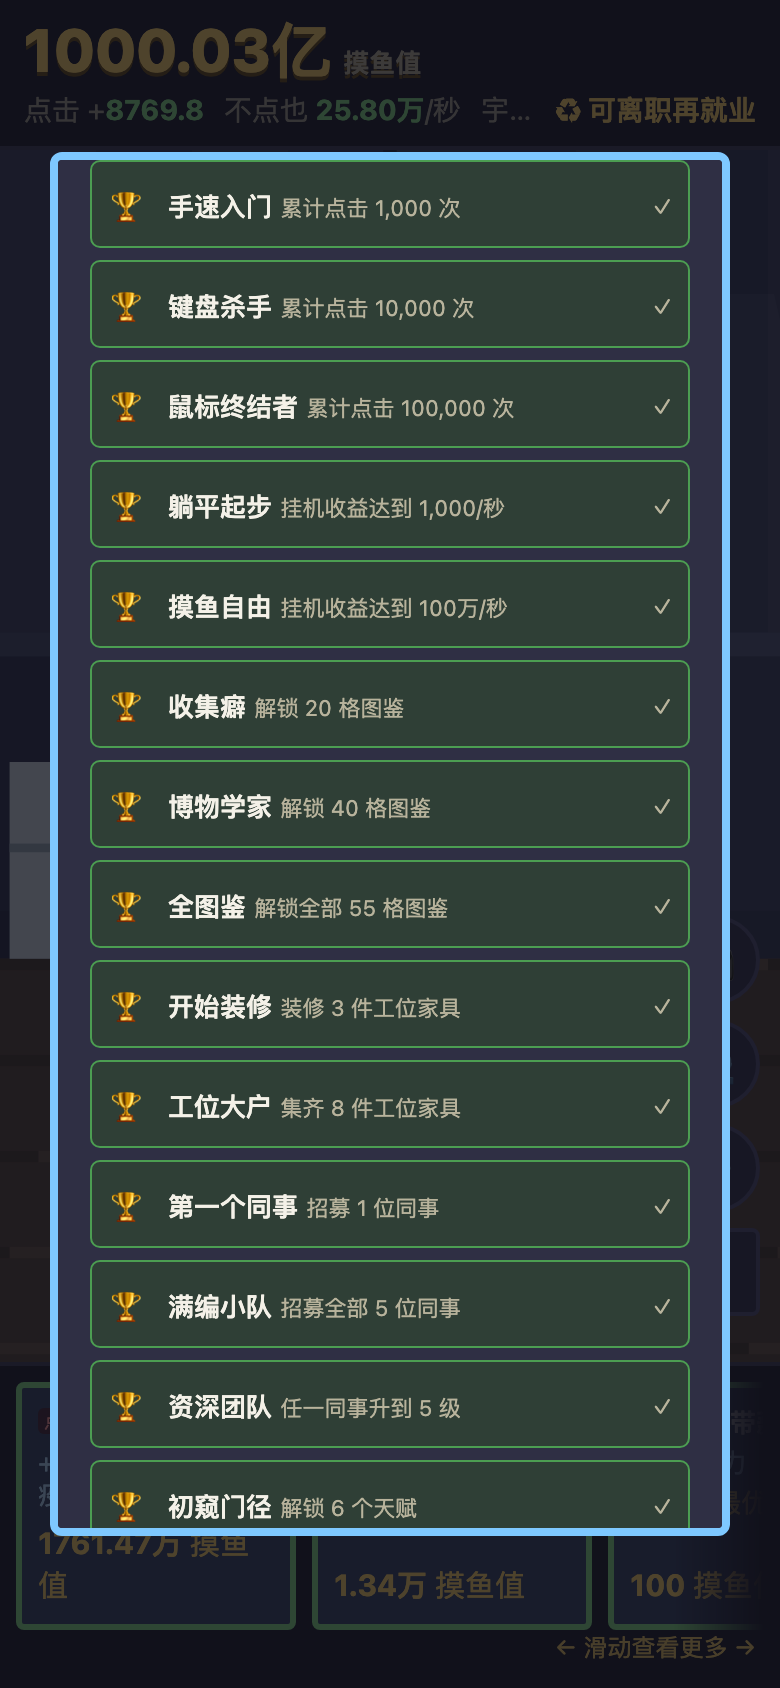 1000.03亿 摸鱼值
点击 +8769.8 不点也 25.80万/秒 宇... ♻ 可离职再就业
🏆 手速入门 累计点击 1,000 次 ✓
🏆 键盘杀手 累计点击 10,000 次 ✓
🏆 鼠标终结者 累计点击 100,000 次 ✓
🏆 躺平起步 挂机收益达到 1,000/秒 ✓
🏆 摸鱼自由 挂机收益达到 100万/秒 ✓
🏆 收集癖 解锁 20 格图鉴 ✓
🏆 博物学家 解锁 40 格图鉴 ✓
🏆 全图鉴 解锁全部 55 格图鉴 ✓
🏆 开始装修 装修 3 件工位家具 ✓
🏆 工位大户 集齐 8 件工位家具 ✓
🏆 第一个同事 招募 1 位同事 ✓
🏆 满编小队 招募全部 5 位同事 ✓
🏆 资深团队 任一同事升到 5 级 ✓
🏆 初窥门径 解锁 6 个天赋 ✓
1761.47万 摸鱼
值
1.34万 摸鱼值
100 摸鱼
← 滑动查看更多 →